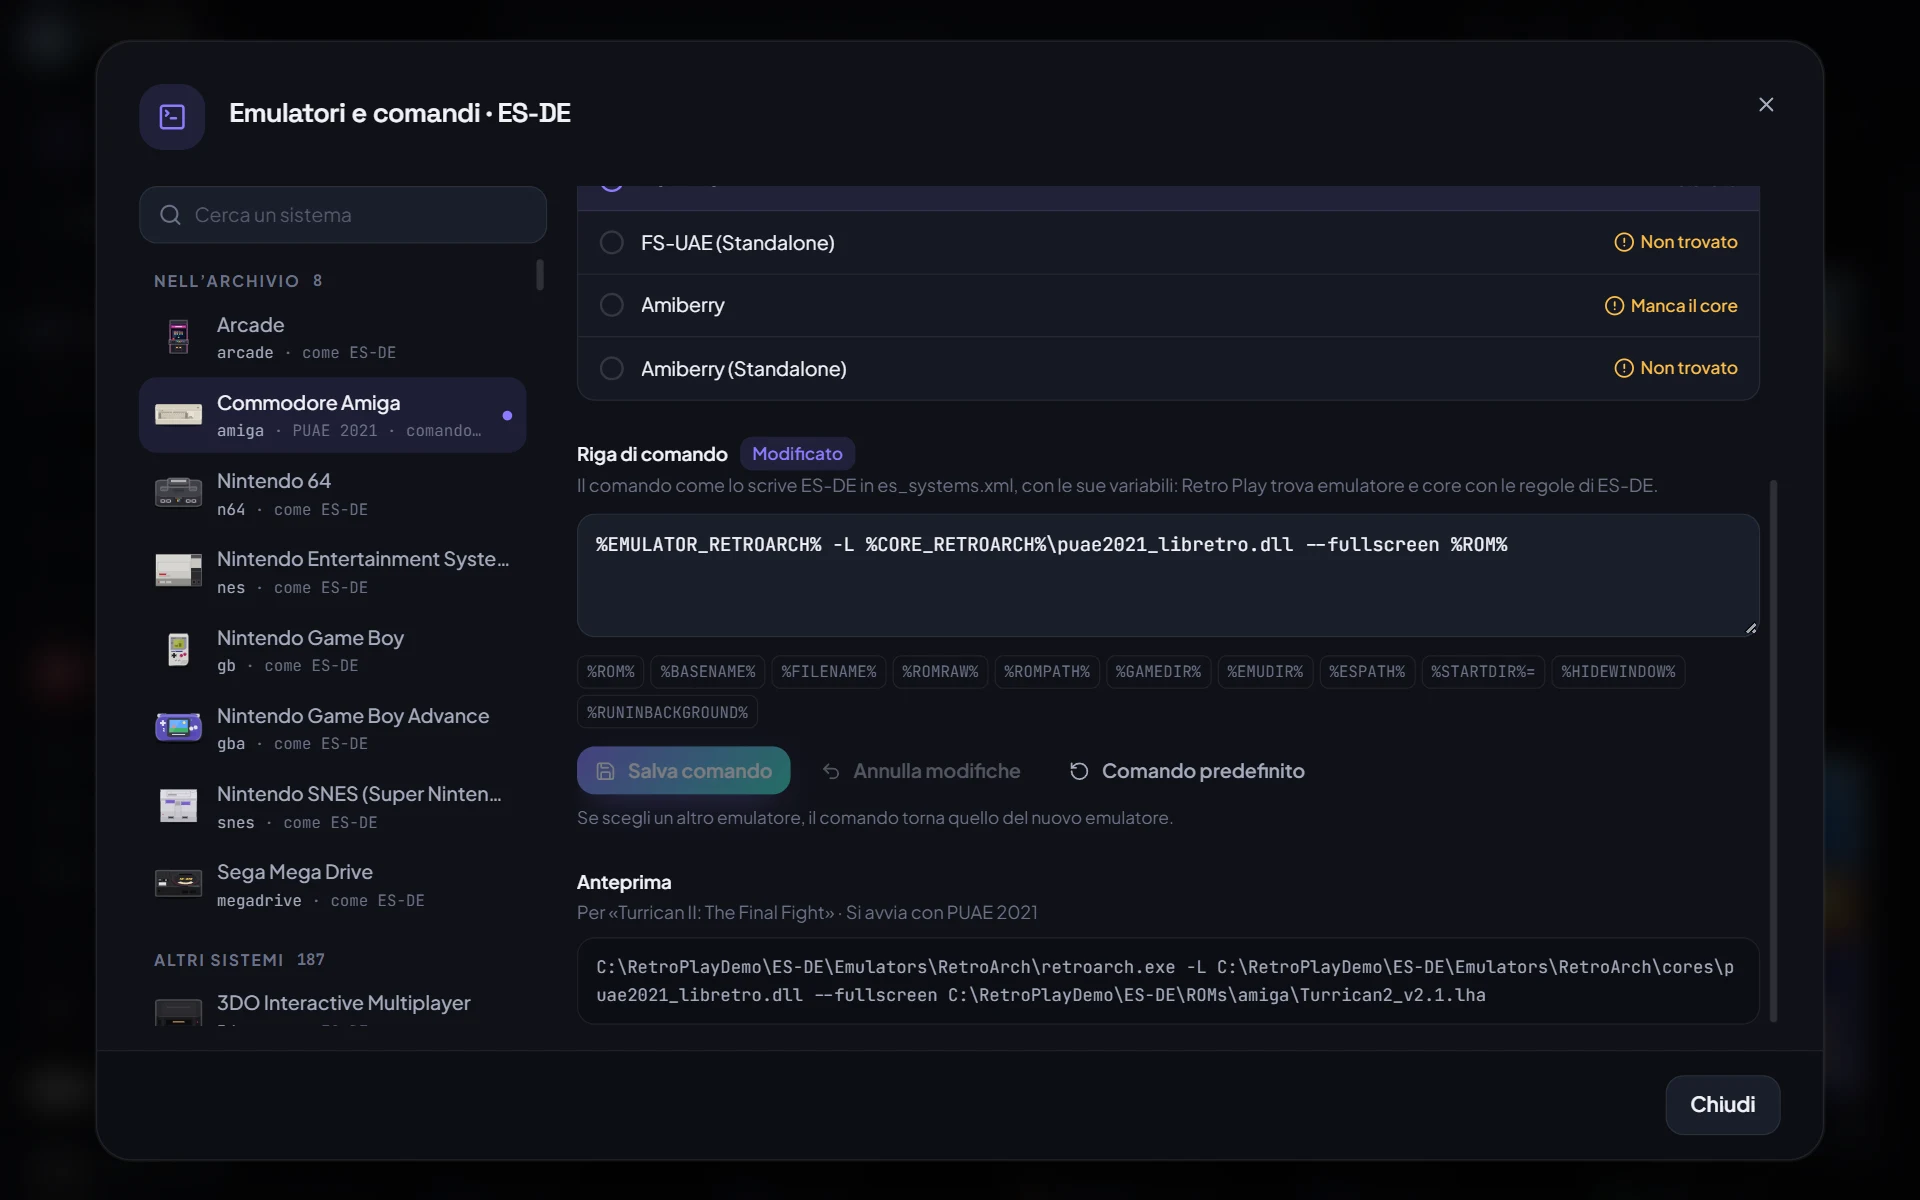 Emulatori e comandi · ES-DE
Cerca un sistema
NELL'ARCHIVIO 8
Arcade
arcade · come ES-DE
Commodore Amiga
amiga · PUAE 2021 · comando…
Nintendo 64
n64 · come ES-DE
Nintendo Entertainment Syste…
nes · come ES-DE
Nintendo Game Boy
gb · come ES-DE
Nintendo Game Boy Advance
gba · come ES-DE
Nintendo SNES (Super Ninten…
snes · come ES-DE
Sega Mega Drive
megadrive · come ES-DE
ALTRI SISTEMI 187
3DO Interactive Multiplayer
FS-UAE (Standalone)
Non trovato
Amiberry
Manca il core
Amiberry (Standalone)
Non trovato
Riga di comando Modificato
Il comando come lo scrive ES-DE in es_systems.xml, con le sue variabili: Retro Play trova emulatore e core con le regole di ES-DE.
%EMULATOR_RETROARCH% -L %CORE_RETROARCH%\puae2021_libretro.dll --fullscreen %ROM%
%ROM% %BASENAME% %FILENAME% %ROMRAW% %ROMPATH% %GAMEDIR% %EMUDIR% %ESPATH% %STARTDIR%= %HIDEWINDOW%
%RUNINBACKGROUND%
Salva comando Annulla modifiche Comando predefinito
Se scegli un altro emulatore, il comando torna quello del nuovo emulatore.
Anteprima
Per «Turrican II: The Final Fight» · Si avvia con PUAE 2021
C:\RetroPlayDemo\ES-DE\Emulators\RetroArch\retroarch.exe -L C:\RetroPlayDemo\ES-DE\Emulators\RetroArch\cores\p
uae2021_libretro.dll --fullscreen C:\RetroPlayDemo\ES-DE\ROMs\amiga\Turrican2_v2.1.lha
Chiudi